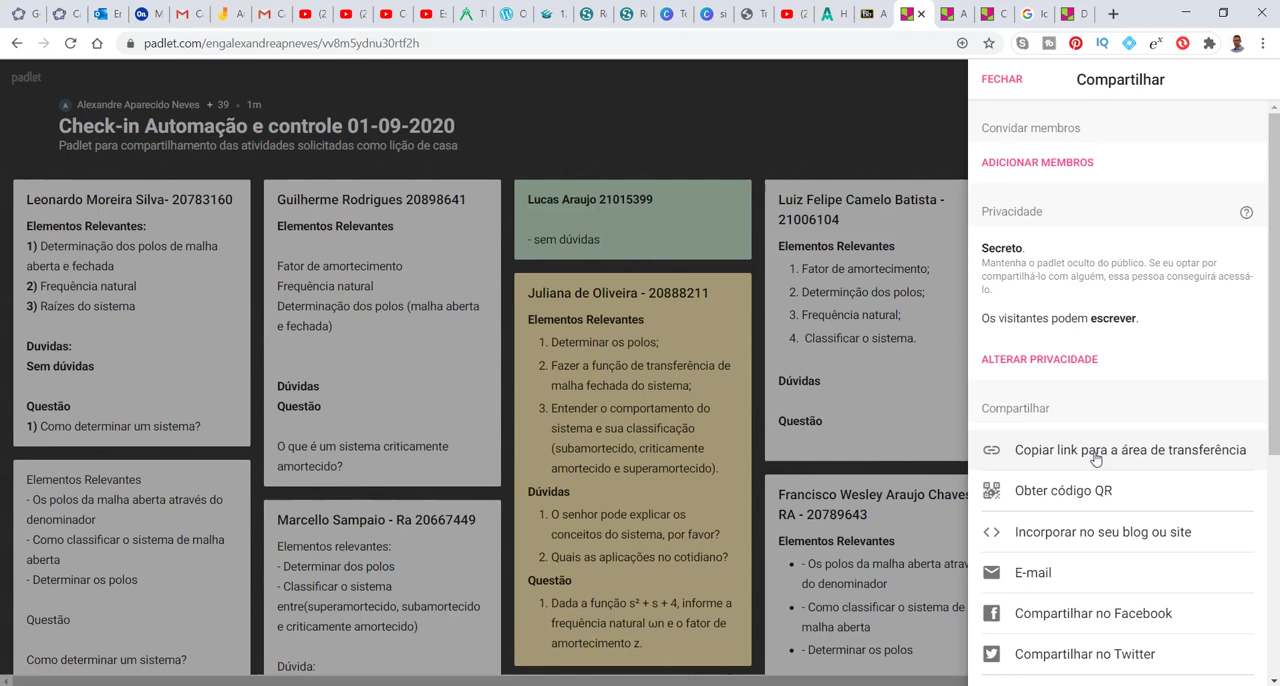 padlet.com/engalexandreapneves/vv8m5ydnu30rtf2h
padlet
Alexandre Aparecido Neves + 39 • 1m
Check-in Automação e controle 01-09-2020
Padlet para compartilhamento das atividades solicitadas como lição de casa
Leonardo Moreira Silva- 20783160
Elementos Relevantes:
1) Determinação dos polos de malha
aberta e fechada
2) Frequência natural
3) Raízes do sistema
Duvidas:
Sem dúvidas
Questão
1) Como determinar um sistema?
Elementos Relevantes
- Os polos da malha aberta através do
denominador
- Como classificar o sistema de malha
aberta
- Determinar os polos
Questão
Como determinar um sistema?
Guilherme Rodrigues 20898641
Elementos Relevantes
Fator de amortecimento
Frequência natural
Determinação dos polos (malha aberta
e fechada)
Dúvidas
Questão
O que é um sistema criticamente
amortecido?
Marcello Sampaio - Ra 20667449
Elementos relevantes:
- Determinar dos polos
- Classificar o sistema
entre(superamortecido, subamortecido
e criticamente amortecido)
Dúvida:
Lucas Araujo 21015399
- sem dúvidas
Juliana de Oliveira - 20888211
Elementos Relevantes
1. Determinar os polos;
2. Fazer a função de transferência de
malha fechada do sistema;
3. Entender o comportamento do
sistema e sua classificação
(subamortecido, criticamente
amortecido e superamortecido).
Dúvidas
1. O senhor pode explicar os
conceitos do sistema, por favor?
2. Quais as aplicações no cotidiano?
Questão
1. Dada a função s² + s + 4, informe a
frequência natural ωn e o fator de
amortecimento z.
Luiz Felipe Camelo Batista -
21006104
Elementos Relevantes
1. Fator de amortecimento;
2. Determinção dos polos;
3. Frequência natural;
4. Classificar o sistema.
Dúvidas
Questão
Francisco Wesley Araujo Chaves
RA - 20789643
Elementos Relevantes
• - Os polos da malha aberta atrav
do denominador
• - Como classificar o sistema de
malha aberta
• - Determinar os polos
FECHAR
Compartilhar
Convidar membros
ADICIONAR MEMBROS
Privacidade
Secreto.
Mantenha o padlet oculto do público. Se eu optar por
compartilhá-lo com alguém, essa pessoa conseguirá acessá-
lo.
Os visitantes podem escrever.
ALTERAR PRIVACIDADE
Compartilhar
Copiar link para a área de transferência
Obter código QR
Incorporar no seu blog ou site
E-mail
Compartilhar no Facebook
Compartilhar no Twitter